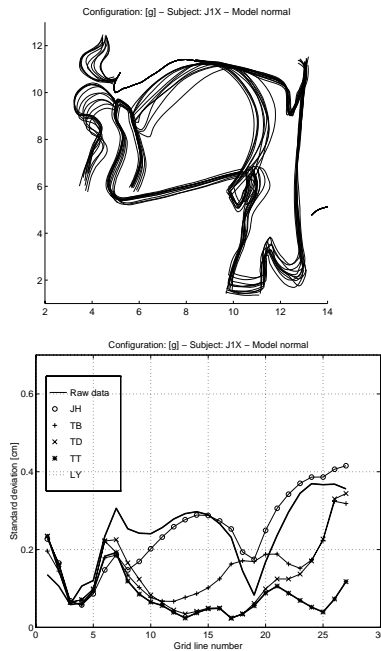 Configuration: [g] – Subject: J1X – Model normal
12
10
8
6
4
2
2 4 6 8 10 12 14
Configuration: [g] – Subject: J1X – Model normal
Standard deviation [cm]
0.6
0.4
0.2
0
Raw data
JH
TB
TD
TT
LY
0 5 10 15 20 25 30
Grid line number